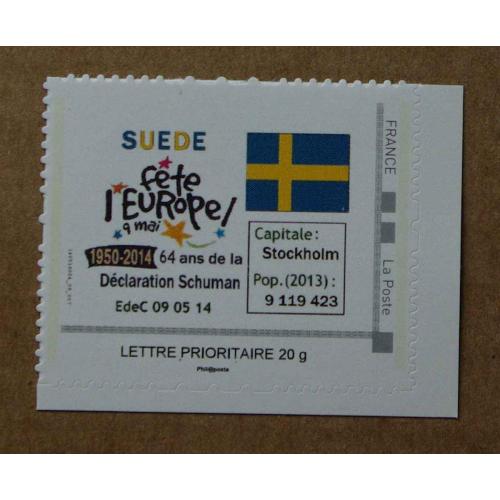 SUEDE
fête
l'EUROPE!
9 mai
1950-2014 64 ans de la
Déclaration Schuman
EdeC 09 05 14
Capitale:
Stockholm
Pop.(2013):
9 119 423
LETTRE PRIORITAIRE 20 g
Phil@poste
FRANCE
La Poste